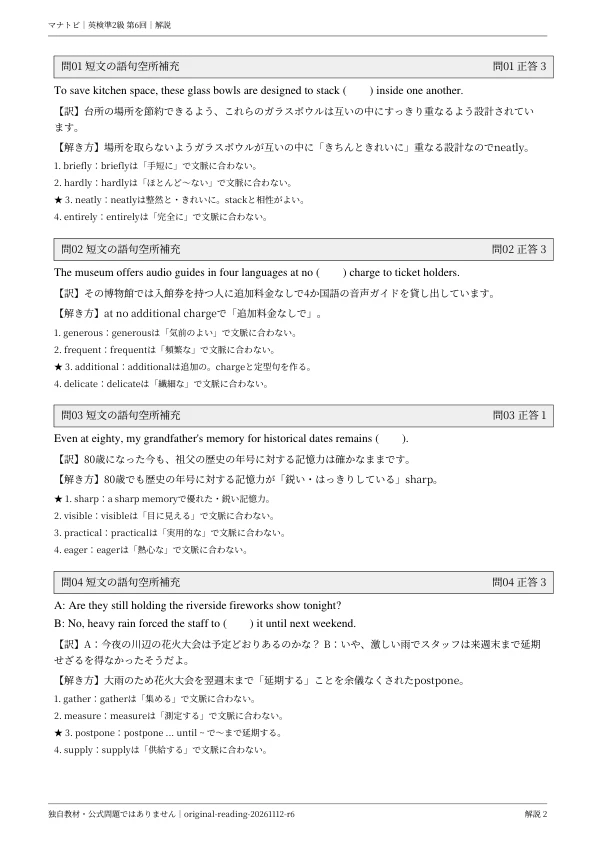 マナトビ｜英検準2級 第6回｜解説
問01 短文の語句空所補充 問01 正答 3
To save kitchen space, these glass bowls are designed to stack (　　) inside one another.
【訳】台所の場所を節約できるよう、これらのガラスボウルは互いの中にすっきり重なるよう設計されてい
ます。
【解き方】場所を取らないようガラスボウルが互いの中に「きちんときれいに」重なる設計なのでneatly。
1. briefly：brieflyは「手短に」で文脈に合わない。
2. hardly：hardlyは「ほとんど～ない」で文脈に合わない。
★ 3. neatly：neatlyは整然と・きれいに。stackと相性がよい。
4. entirely：entirelyは「完全に」で文脈に合わない。
問02 短文の語句空所補充 問02 正答 3
The museum offers audio guides in four languages at no (　　) charge to ticket holders.
【訳】その博物館では入館券を持つ人に追加料金なしで4か国語の音声ガイドを貸し出しています。
【解き方】at no additional chargeで「追加料金なしで」。
1. generous：generousは「気前のよい」で文脈に合わない。
2. frequent：frequentは「頻繁な」で文脈に合わない。
★ 3. additional：additionalは追加の。chargeと定型句を作る。
4. delicate：delicateは「繊細な」で文脈に合わない。
問03 短文の語句空所補充 問03 正答 1
Even at eighty, my grandfather's memory for historical dates remains (　　).
【訳】80歳になった今も、祖父の歴史の年号に対する記憶力は確かなままです。
【解き方】80歳でも歴史の年号に対する記憶力が「鋭い・はっきりしている」sharp。
★ 1. sharp：a sharp memoryで優れた・鋭い記憶力。
2. visible：visibleは「目に見える」で文脈に合わない。
3. practical：practicalは「実用的な」で文脈に合わない。
4. eager：eagerは「熱心な」で文脈に合わない。
問04 短文の語句空所補充 問04 正答 3
A: Are they still holding the riverside fireworks show tonight?
B: No, heavy rain forced the staff to (　　) it until next weekend.
【訳】A：今夜の川辺の花火大会は予定どおりあるのかな？ B：いや、激しい雨でスタッフは来週末まで延期
せざるを得なかったそうだよ。
【解き方】大雨のため花火大会を翌週末まで「延期する」ことを余儀なくされたpostpone。
1. gather：gatherは「集める」で文脈に合わない。
2. measure：measureは「測定する」で文脈に合わない。
★ 3. postpone：postpone ... until ~ で～まで延期する。
4. supply：supplyは「供給する」で文脈に合わない。
独自教材・公式問題ではありません｜original-reading-20261112-r6 解説 2